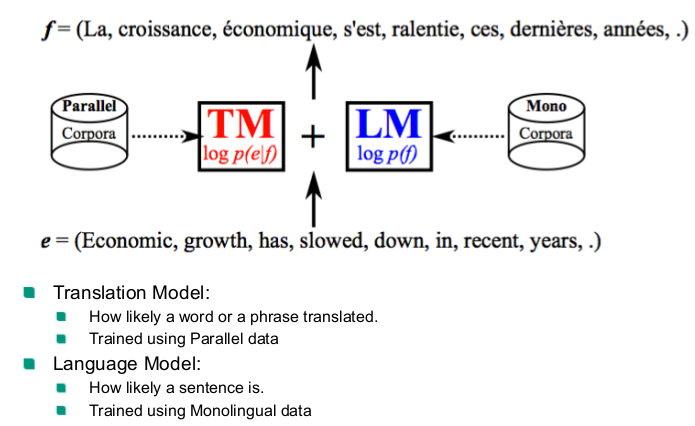 f = (La, croissance, économique, s'est, ralentie, ces, dernières, années, .)
Parallel
Corpora
TM
log p(e|f)
+
LM
log p(f)
Mono
Corpora
e = (Economic, growth, has, slowed, down, in, recent, years, .)
Translation Model:
How likely a word or a phrase translated.
Trained using Parallel data
Language Model:
How likely a sentence is.
Trained using Monolingual data